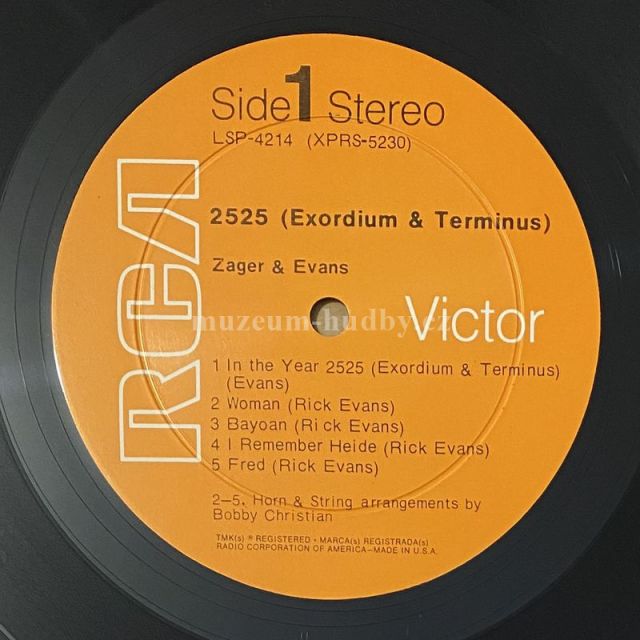 Side 1 Stereo
LSP-4214 (XPRS-5230)
2525 (Exordium & Terminus)
Zager & Evans
RCA
Victor
muzeum-hudby.cz
1 In the Year 2525 (Exordium & Terminus)
(Evans)
2 Woman (Rick Evans)
3 Bayoan (Rick Evans)
4 I Remember Heide (Rick Evans)
5 Fred (Rick Evans)
2–5, Horn & String arrangements by
Bobby Christian
TMK(s) ® REGISTERED • MARCA(s) REGISTRADA(s)
RADIO CORPORATION OF AMERICA–MADE IN U.S.A.